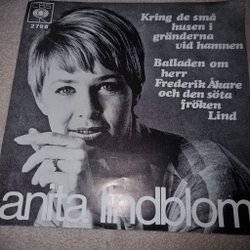 CBS
2798
Kring de små
husen i
gränderna
vid hamnen
Balladen om
herr
Frederik Åkare
och den söta
fröken
Lind
anita lindblom